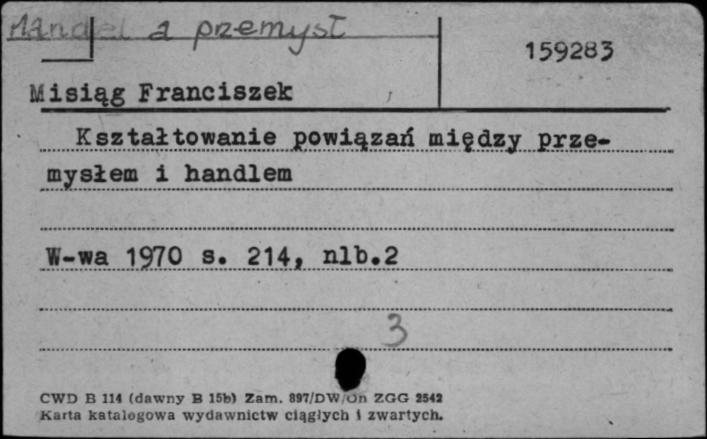 Handel a przemysł
159283
Misiąg Franciszek
Kształtowanie powiązań między prze-
mysłem i handlem
W-wa 1970 s. 214, nlb.2
3
CWD B 114 (dawny B 15b) Zam. 897/DW/On ZGG 2542
Karta katalogowa wydawnictw ciągłych i zwartych.